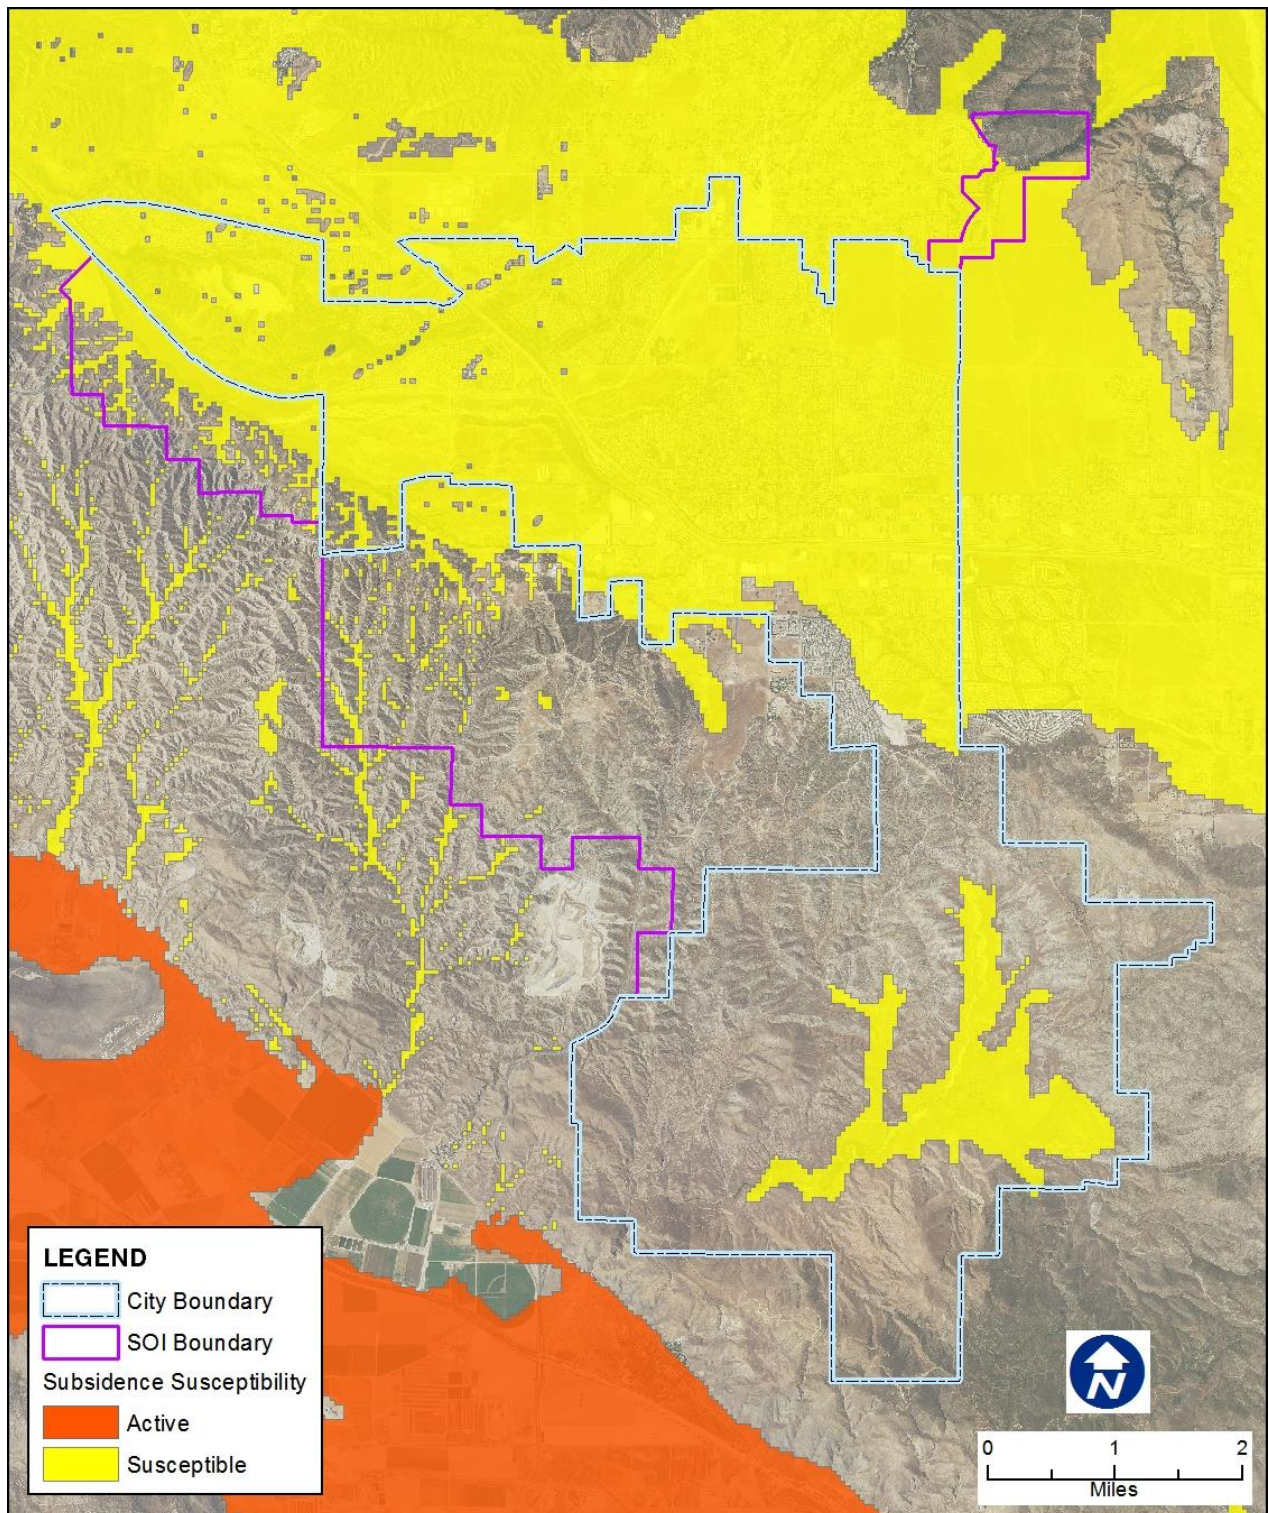 LEGEND
City Boundary
SOI Boundary
Subsidence Susceptibility
Active
Susceptible
N
0 1 2
Miles